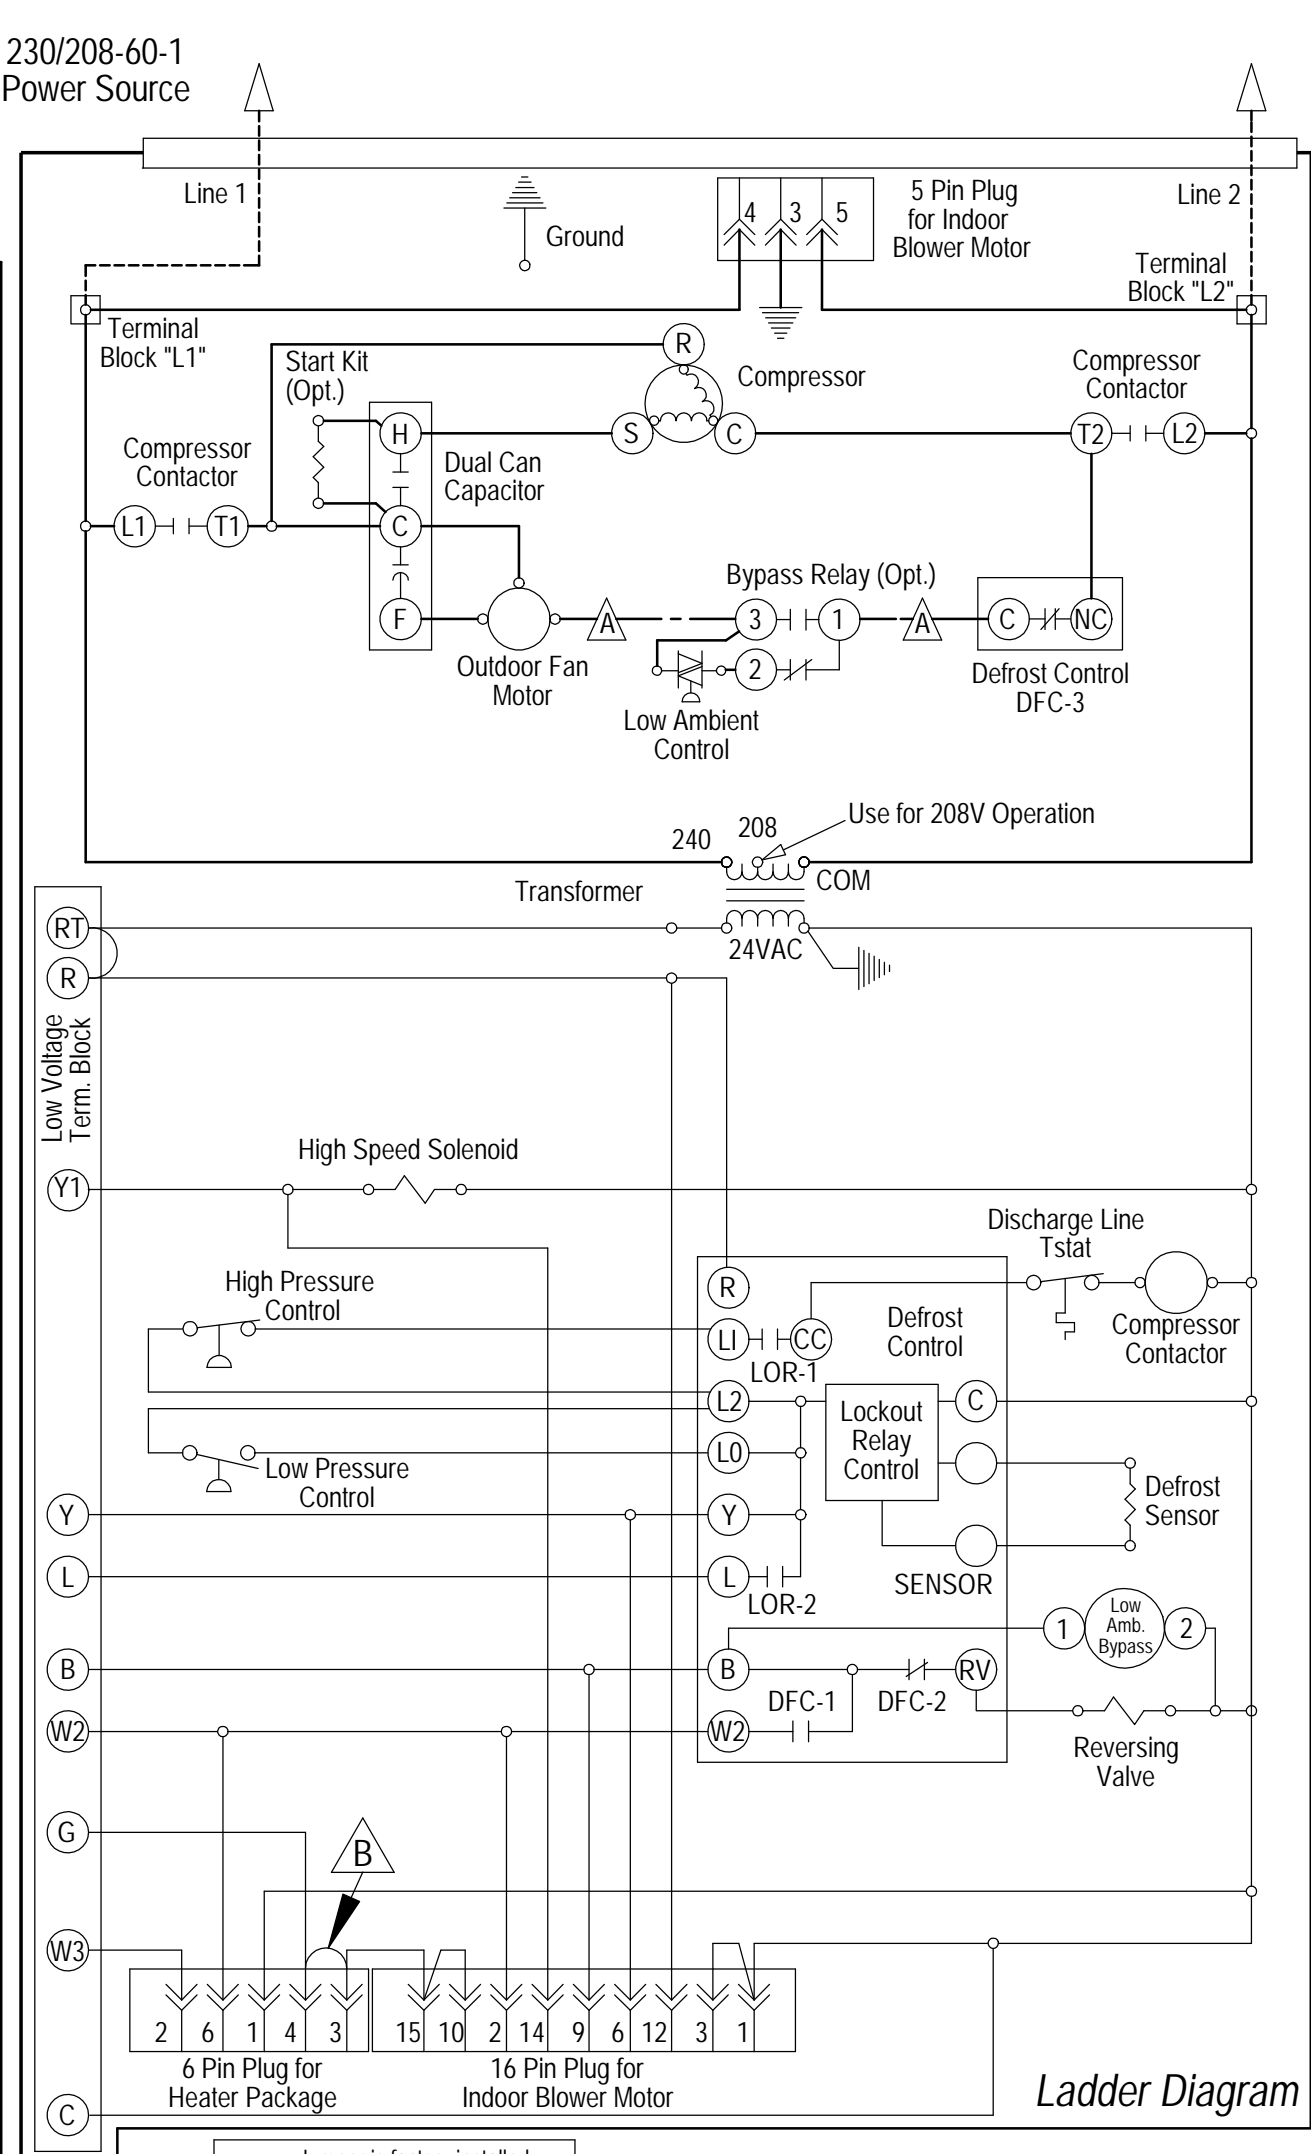 230/208-60-1
Power Source
Line 1
Ground
4 3 5
5 Pin Plug
for Indoor
Blower Motor
Line 2
Terminal
Block "L2"
Terminal
Block "L1"
Start Kit
(Opt.)
R
Compressor
S
C
Compressor
Contactor
T2
L2
H
Dual Can
Capacitor
Compressor
Contactor
L1
T1
C
F
Outdoor Fan
Motor
A
Bypass Relay (Opt.)
3
1
2
Low Ambient
Control
A
C
NC
Defrost Control
DFC-3
240
208
Use for 208V Operation
COM
Transformer
24VAC
RT
R
Low Voltage
Term. Block
High Speed Solenoid
Y1
Discharge Line
Tstat
High Pressure
Control
R
Defrost
Control
Compressor
Contactor
LI
CC
LOR-1
L2
Lockout
Relay
Control
C
L0
Low Pressure
Control
Defrost
Sensor
Y
Y
L
L
LOR-2
SENSOR
1
Low
Amb.
Bypass
2
B
B
DFC-1
DFC-2
RV
W2
W2
Reversing
Valve
G
B
W3
2 6 1 4 3
15 10 2 14 9 6 12 3 1
6 Pin Plug for
Heater Package
16 Pin Plug for
Indoor Blower Motor
Ladder Diagram
C